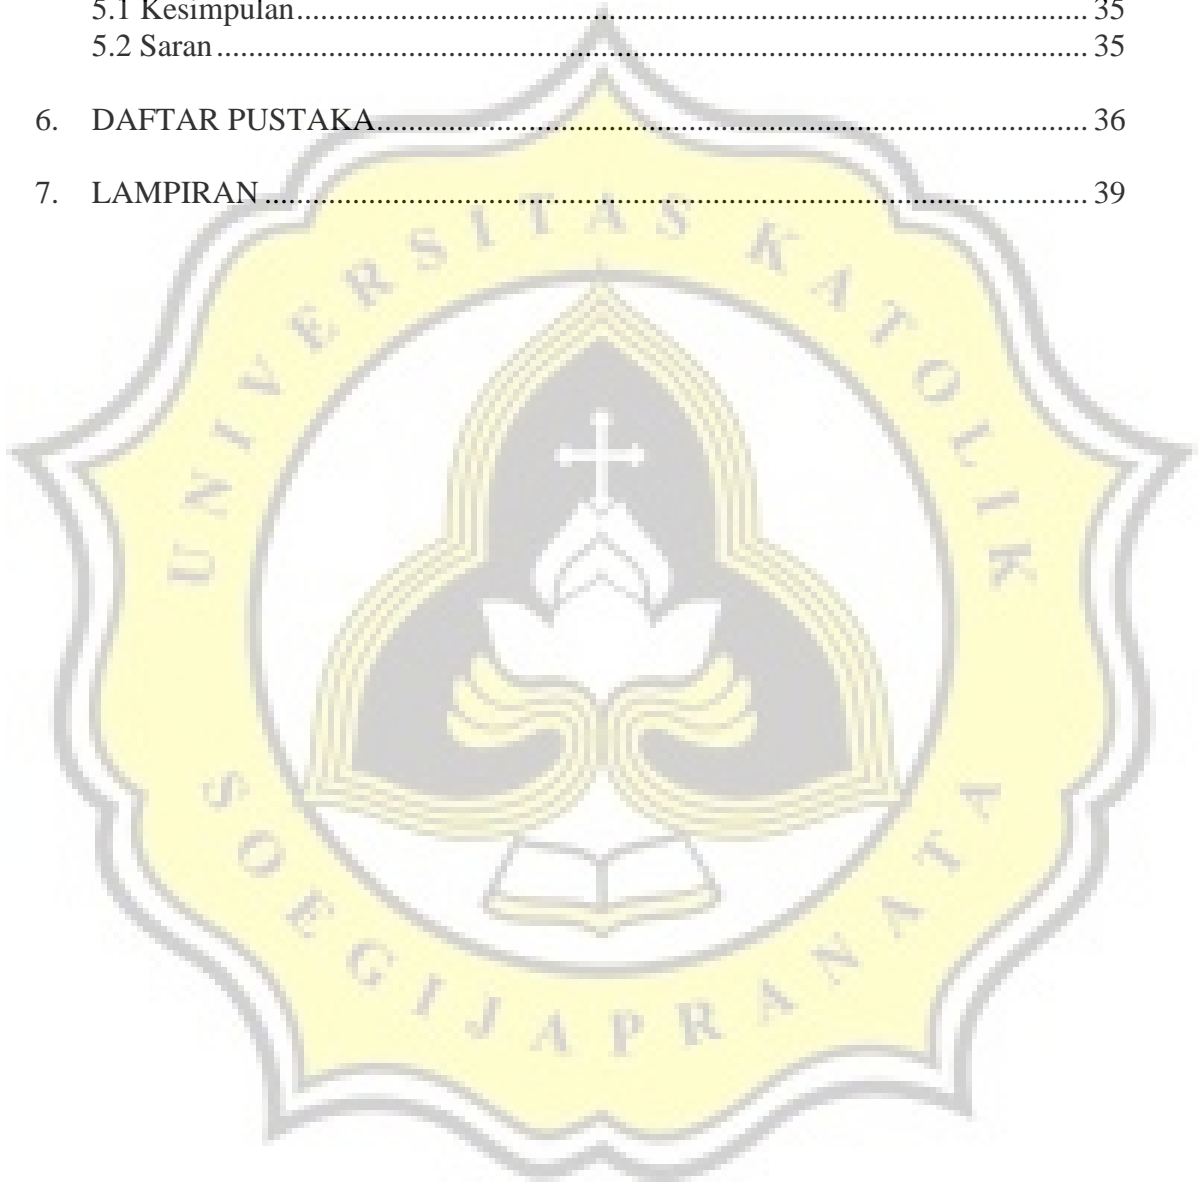 5.1 Kesimpulan.................................................................................................... 35
5.2 Saran.............................................................................................................. 35
6. DAFTAR PUSTAKA......................................................................................... 36
7. LAMPIRAN........................................................................................................ 39
UNIVERSITAS KATOLIK
SOEGIJAPRANATA